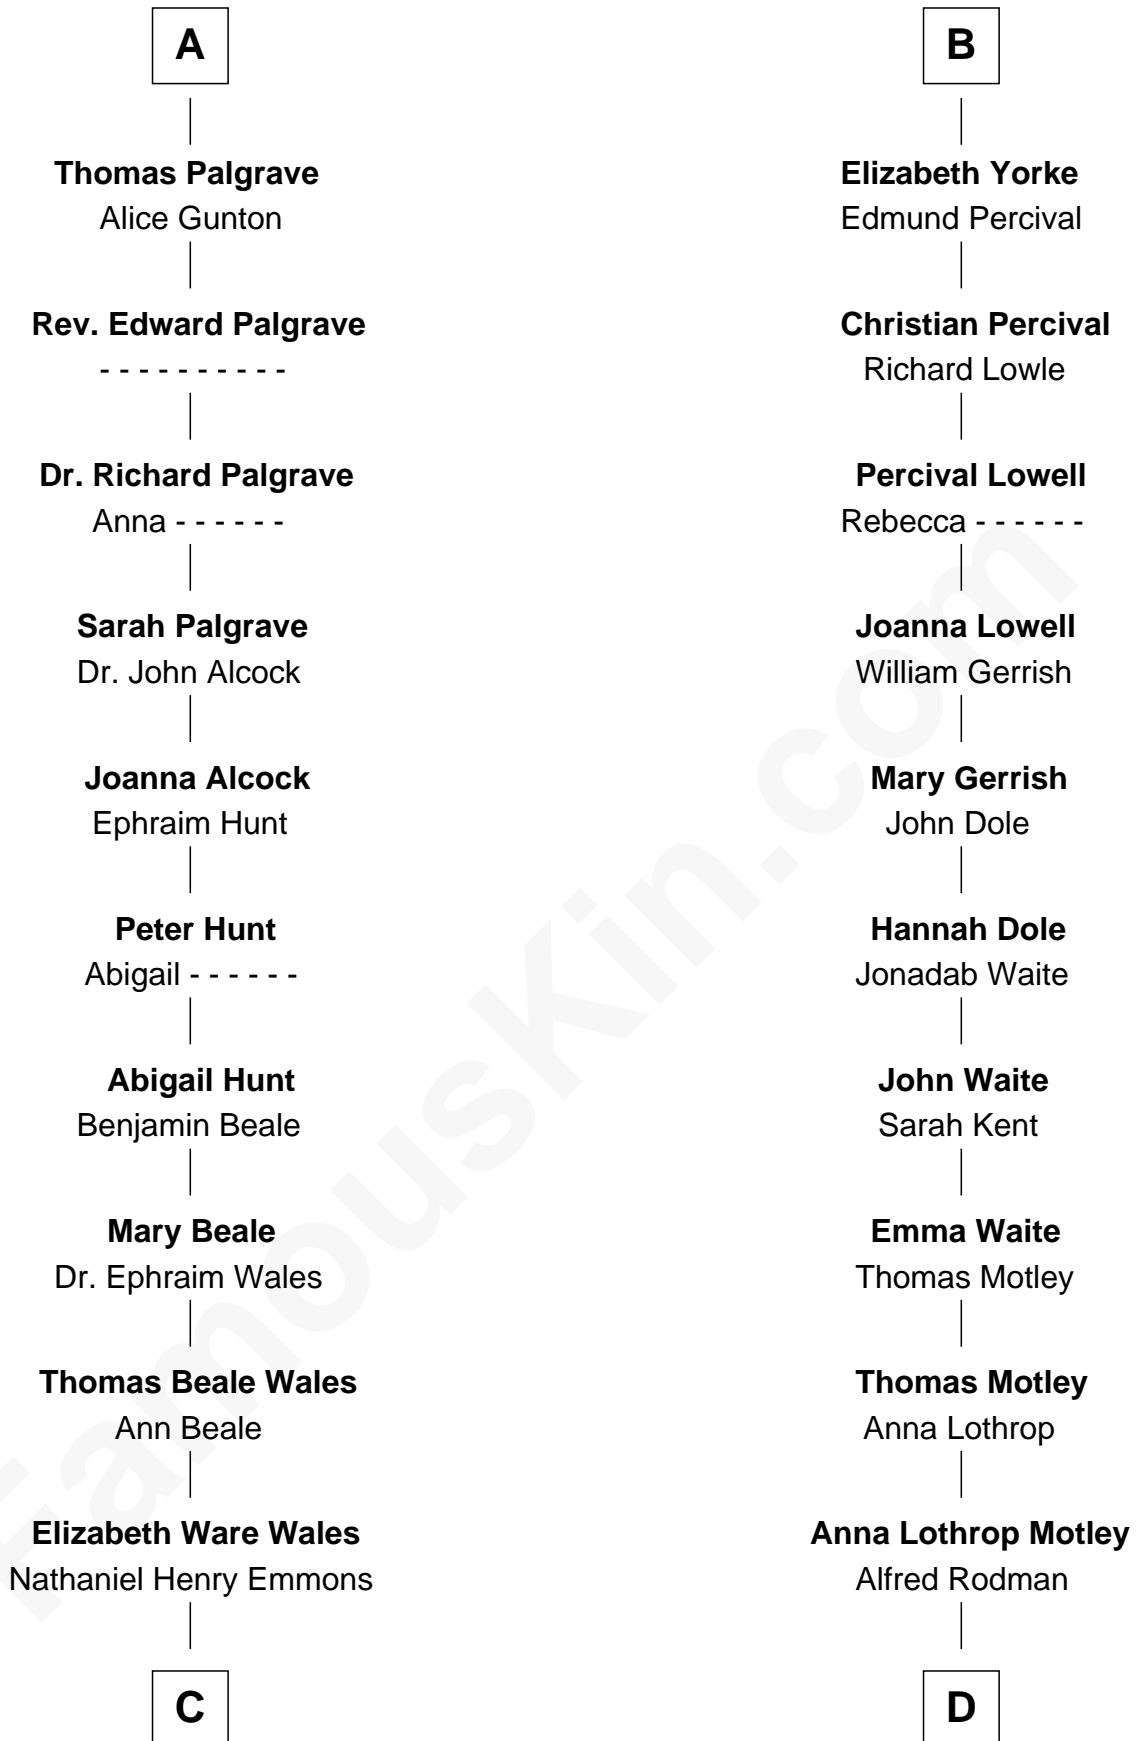 A
Thomas Palgrave
Alice Gunton
Rev. Edward Palgrave
- - - - - - - - - -
Dr. Richard Palgrave
Anna - - - - - -
Sarah Palgrave
Dr. John Alcock
Joanna Alcock
Ephraim Hunt
Peter Hunt
Abigail - - - - - -
Abigail Hunt
Benjamin Beale
Mary Beale
Dr. Ephraim Wales
Thomas Beale Wales
Ann Beale
Elizabeth Ware Wales
Nathaniel Henry Emmons
C
B
Elizabeth Yorke
Edmund Percival
Christian Percival
Richard Lowle
Percival Lowell
Rebecca - - - - - -
Joanna Lowell
William Gerrish
Mary Gerrish
John Dole
Hannah Dole
Jonadab Waite
John Waite
Sarah Kent
Emma Waite
Thomas Motley
Thomas Motley
Anna Lothrop
Anna Lothrop Motley
Alfred Rodman
D
FamousKin.com